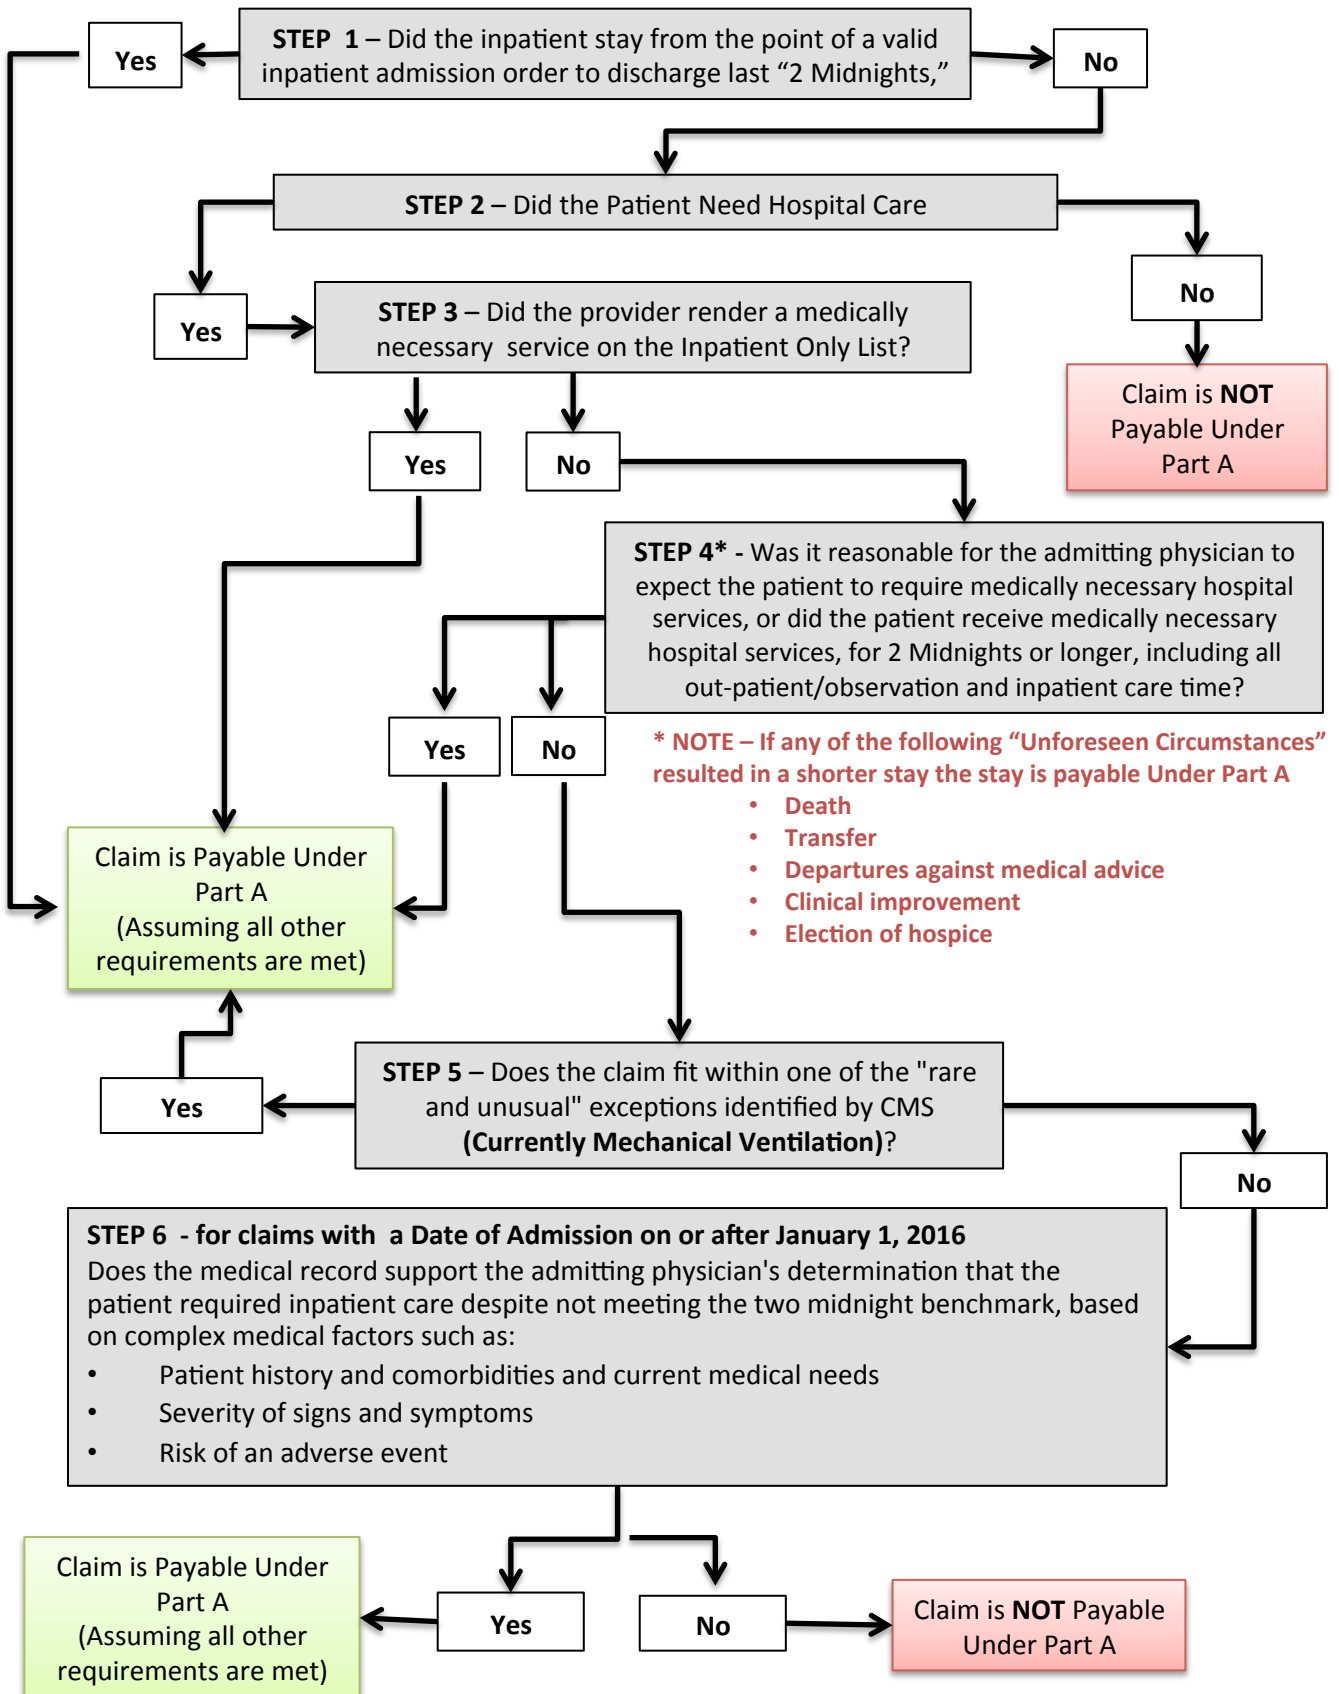 STEP 1 – Did the inpatient stay from the point of a valid
inpatient admission order to discharge last “2 Midnights,”
Yes
No
STEP 2 – Did the Patient Need Hospital Care
Yes
No
STEP 3 – Did the provider render a medically
necessary service on the Inpatient Only List?
Claim is NOT
Payable Under
Part A
Yes
No
STEP 4* - Was it reasonable for the admitting physician to
expect the patient to require medically necessary hospital
services, or did the patient receive medically necessary
hospital services, for 2 Midnights or longer, including all
out-patient/observation and inpatient care time?
Yes
No
* NOTE – If any of the following “Unforeseen Circumstances”
resulted in a shorter stay the stay is payable Under Part A
• Death
• Transfer
• Departures against medical advice
• Clinical improvement
• Election of hospice
Claim is Payable Under
Part A
(Assuming all other
requirements are met)
STEP 5 – Does the claim fit within one of the "rare
and unusual" exceptions identified by CMS
(Currently Mechanical Ventilation)?
Yes
No
STEP 6 - for claims with a Date of Admission on or after January 1, 2016
Does the medical record support the admitting physician's determination that the
patient required inpatient care despite not meeting the two midnight benchmark, based
on complex medical factors such as:
• Patient history and comorbidities and current medical needs
• Severity of signs and symptoms
• Risk of an adverse event
Claim is Payable Under
Part A
(Assuming all other
requirements are met)
Yes
No
Claim is NOT Payable
Under Part A